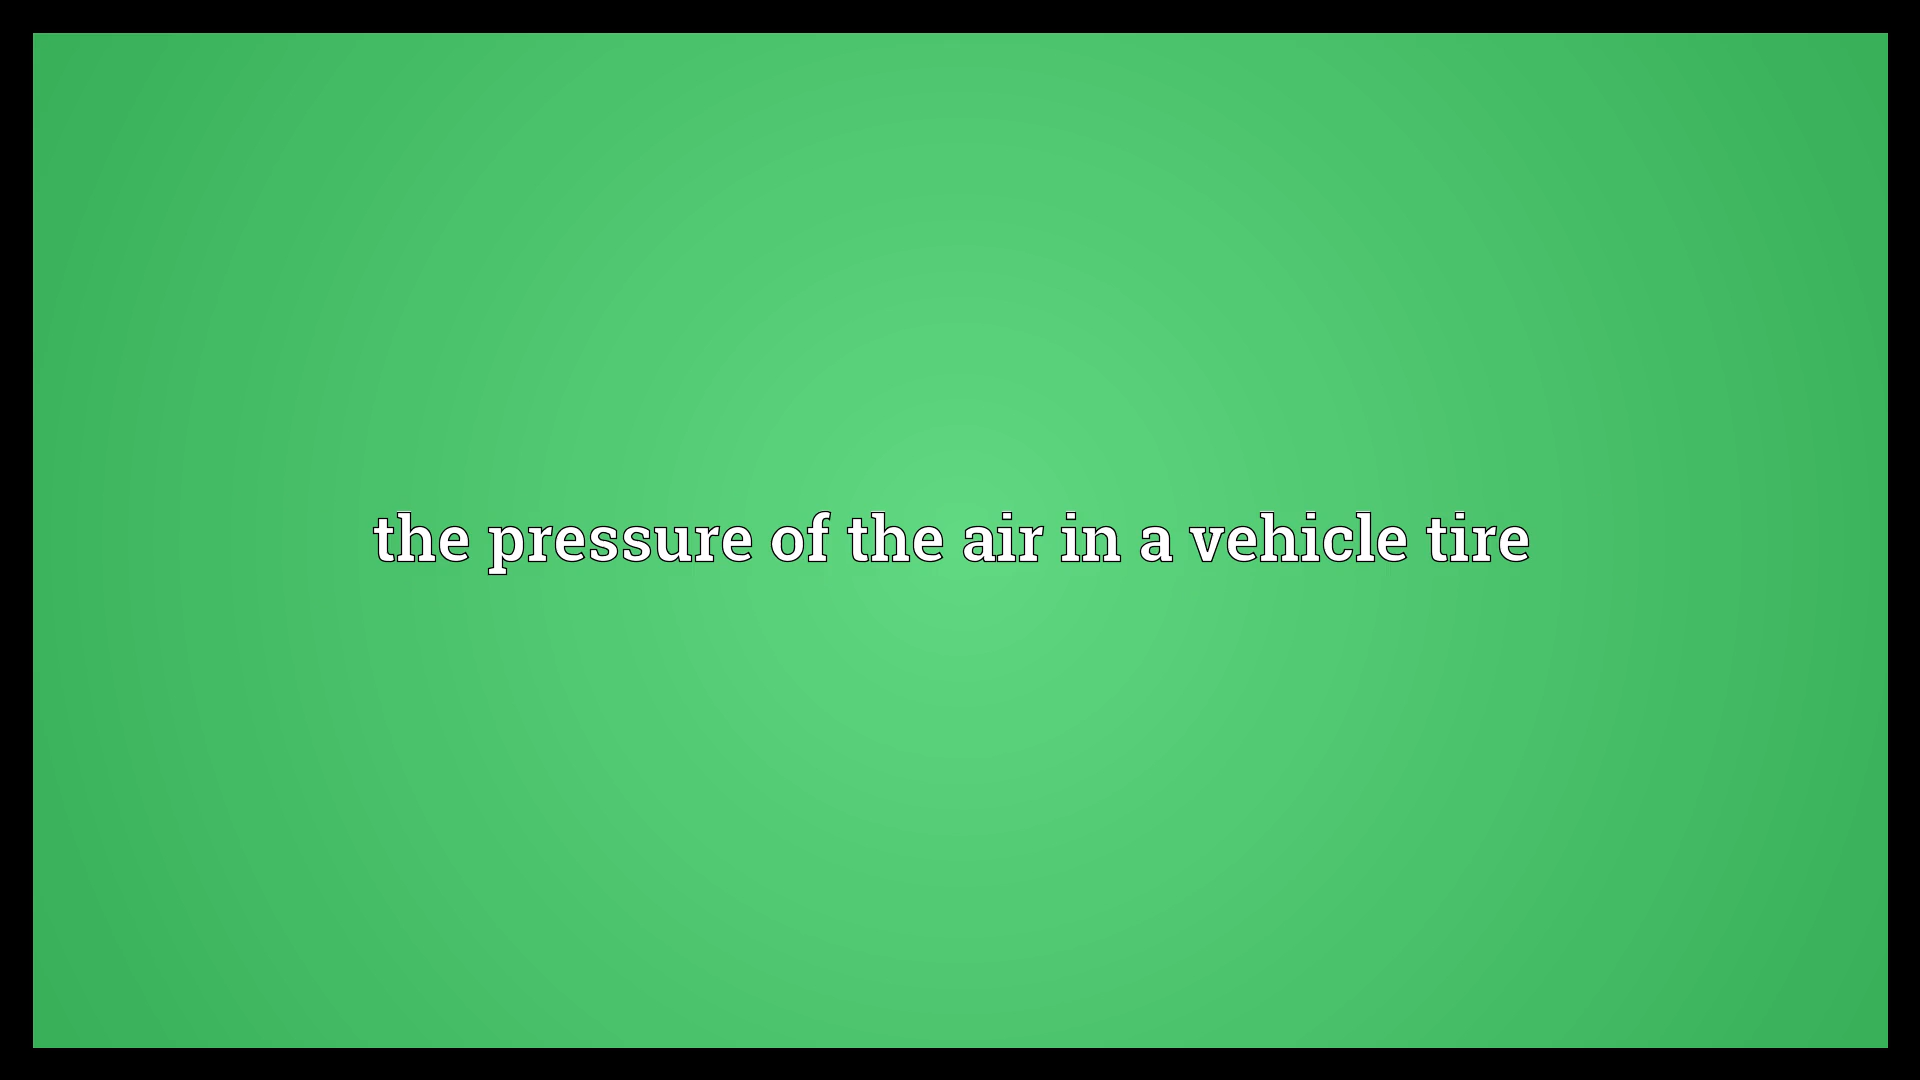 the pressure of the air in a vehicle tire